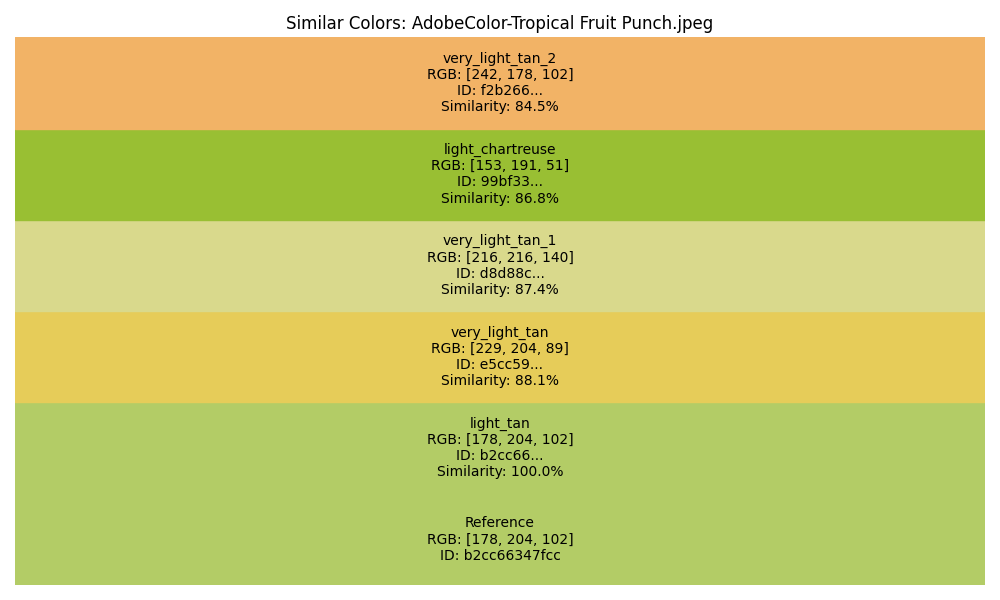 Similar Colors: AdobeColor-Tropical Fruit Punch.jpeg
very_light_tan_2
RGB: [242, 178, 102]
ID: f2b266...
Similarity: 84.5%
light_chartreuse
RGB: [153, 191, 51]
ID: 99bf33...
Similarity: 86.8%
very_light_tan_1
RGB: [216, 216, 140]
ID: d8d88c...
Similarity: 87.4%
very_light_tan
RGB: [229, 204, 89]
ID: e5cc59...
Similarity: 88.1%
light_tan
RGB: [178, 204, 102]
ID: b2cc66...
Similarity: 100.0%
Reference
RGB: [178, 204, 102]
ID: b2cc66347fcc